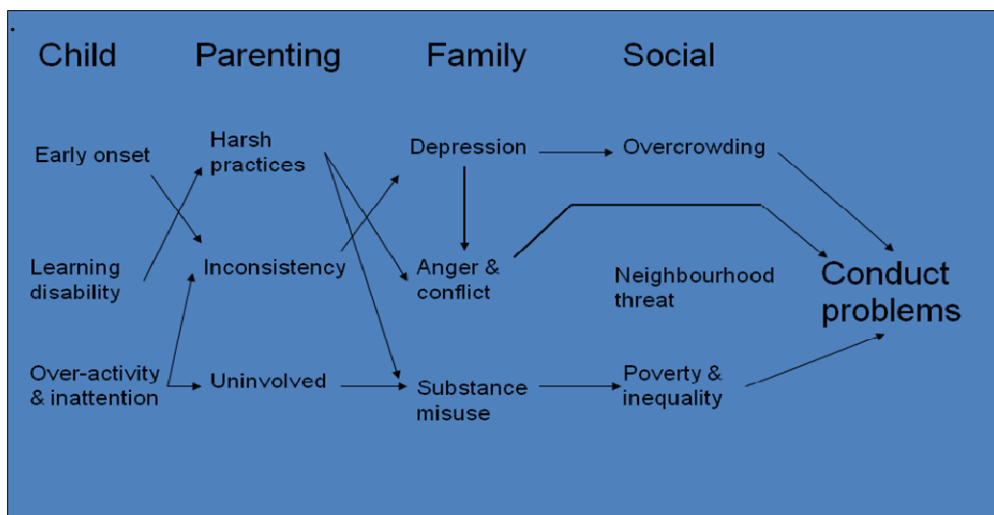 Child
Parenting
Family
Social
Early onset
Harsh
practices
Depression
Overcrowding
Learning
disability
Inconsistency
Anger &
conflict
Neighbourhood
threat
Conduct
problems
Over-activity
& inattention
Uninvolved
Substance
misuse
Poverty &
inequality